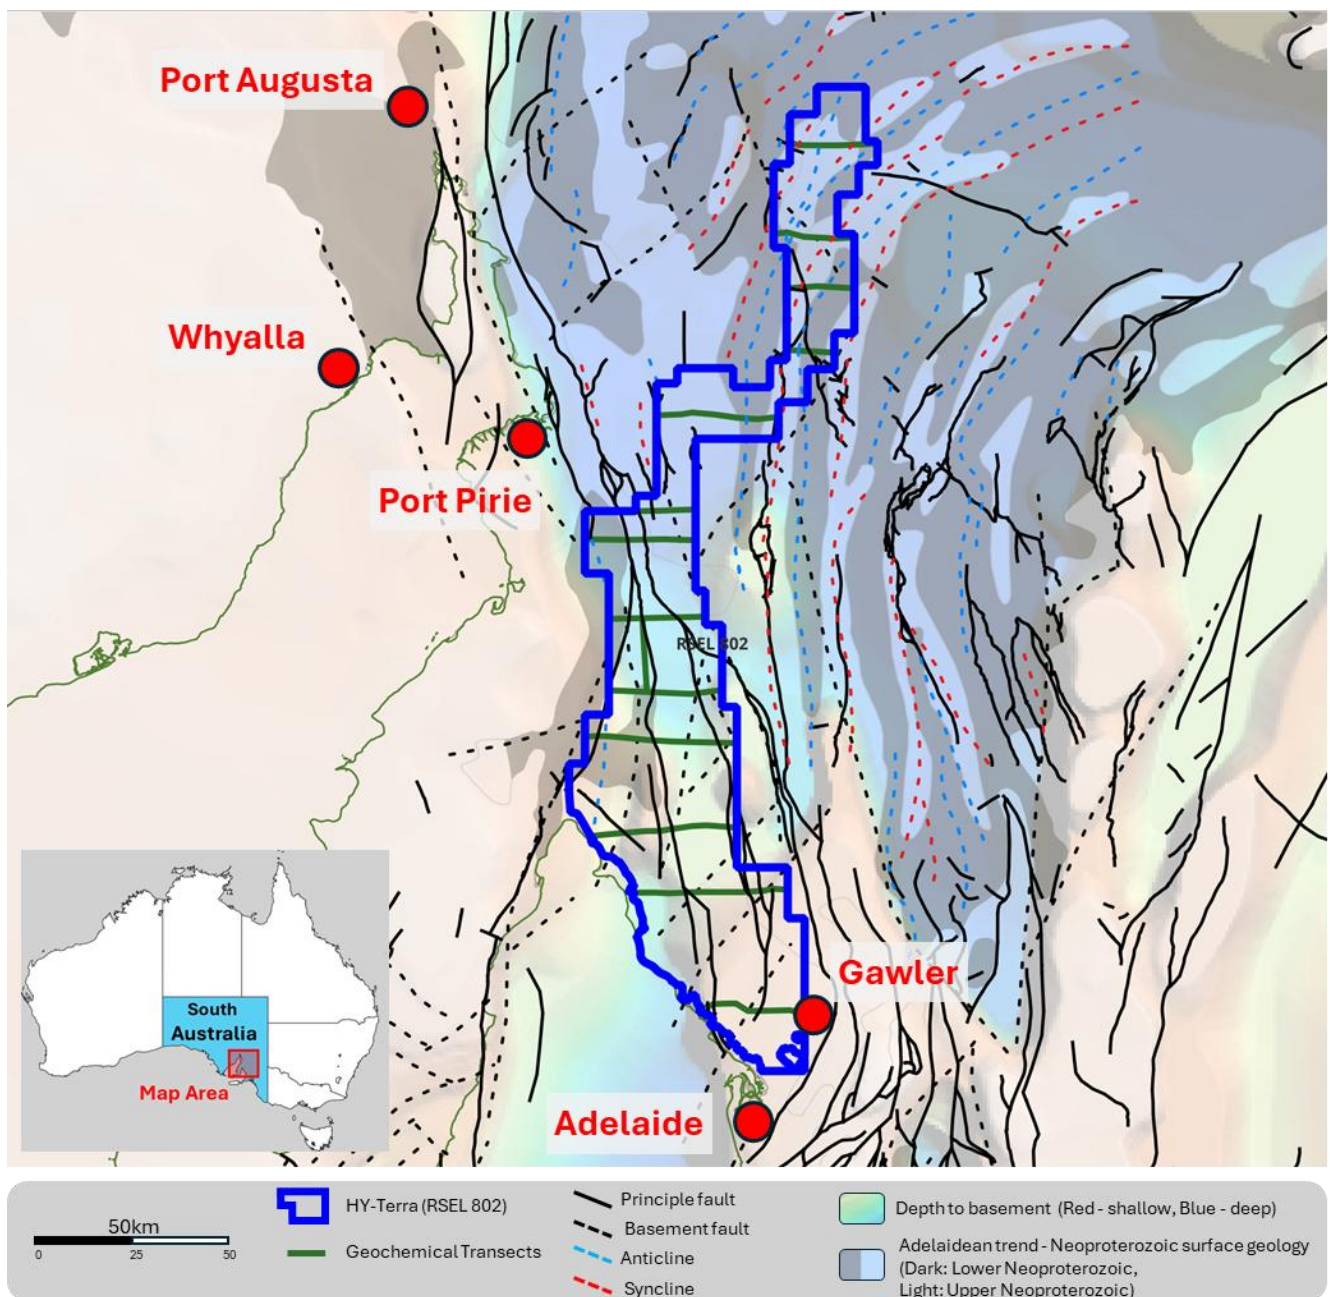 Port Augusta
Whyalla
Port Pirie
RSEL 802
Gawler
Adelaide
South
Australia
Map Area
50km
0
25
50
HY-Terra (RSEL 802)
Geochemical Transects
Principle fault
Basement fault
Anticline
Syncline
Depth to basement (Red - shallow, Blue - deep)
Adelaidean trend - Neoproterozoic surface geology
(Dark: Lower Neoproterozoic,
Light: Upper Neoproterozoic)